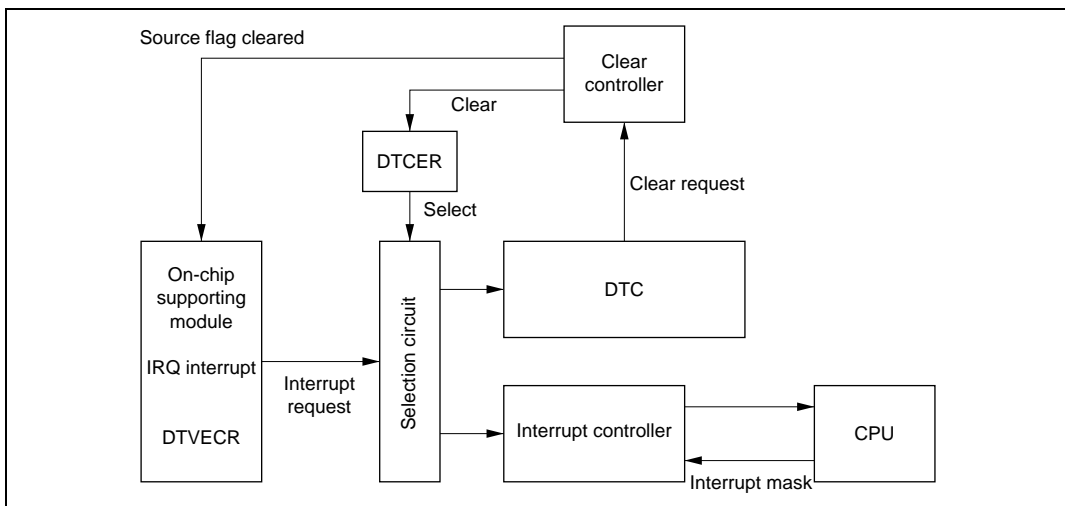 Source flag cleared
Clear
controller
Clear
DTCER
Clear request
Select
On-chip
supporting
module
IRQ interrupt
DTVECR
Interrupt
request
Selection circuit
DTC
Interrupt controller
CPU
Interrupt mask